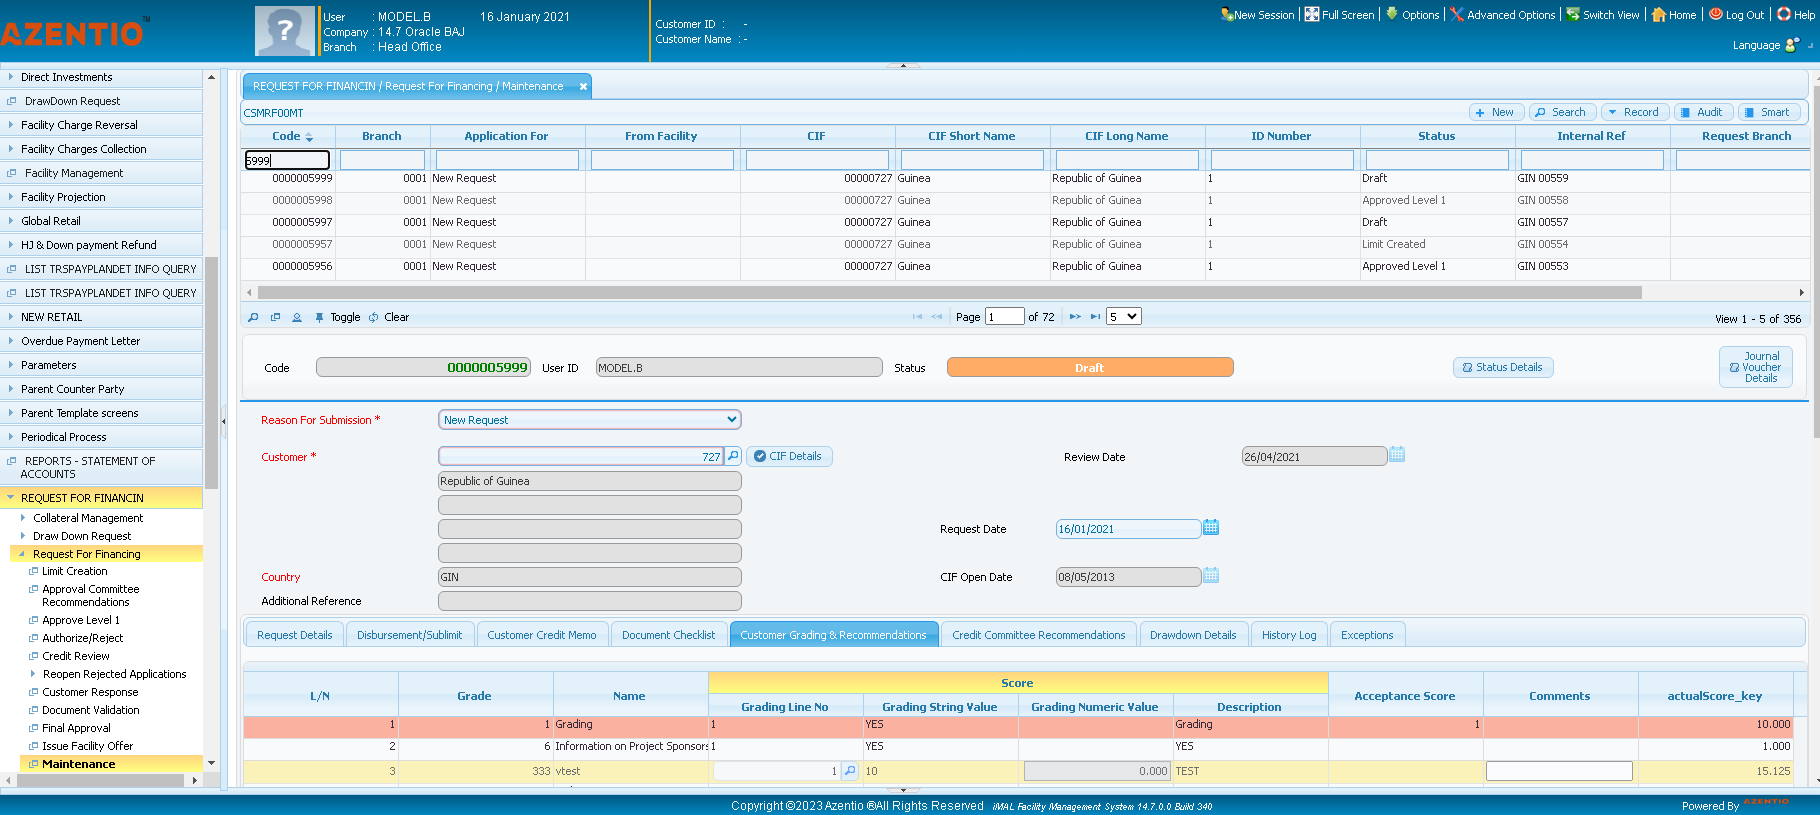 AZENTIO™
User : MODEL.B 16 January 2021
Company : 14.7 Oracle BAJ
Branch : Head Office
Customer ID : -
Customer Name : -
New Session | Full Screen | Options | Advanced Options | Switch View | Home | Log Out | Help
Language
Direct Investments
DrawDown Request
Facility Charge Reversal
Facility Charges Collection
Facility Management
Facility Projection
Global Retail
HJ & Down payment Refund
LIST TRSPAYPLANDET INFO QUERY
LIST TRSPAYPLANDET INFO QUERY
NEW RETAIL
Overdue Payment Letter
Parameters
Parent Counter Party
Parent Template screens
Periodical Process
REPORTS - STATEMENT OF
ACCOUNTS
REQUEST FOR FINANCIN
Collateral Management
Draw Down Request
Request For Financing
Limit Creation
Approval Committee
Recommendations
Approve Level 1
Authorize/Reject
Credit Review
Reopen Rejected Applications
Customer Response
Document Validation
Final Approval
Issue Facility Offer
Maintenance
REQUEST FOR FINANCIN / Request For Financing / Maintenance
CSMRF00MT
New Search Record Audit Smart
Code Branch Application For From Facility CIF CIF Short Name CIF Long Name ID Number Status Internal Ref Request Branch
5999
0000005999 0001 New Request 00000727 Guinea Republic of Guinea 1 Draft GIN 00559
0000005998 0001 New Request 00000727 Guinea Republic of Guinea 1 Approved Level 1 GIN 00558
0000005997 0001 New Request 00000727 Guinea Republic of Guinea 1 Draft GIN 00557
0000005957 0001 New Request 00000727 Guinea Republic of Guinea 1 Limit Created GIN 00554
0000005956 0001 New Request 00000727 Guinea Republic of Guinea 1 Approved Level 1 GIN 00553
Toggle Clear Page 1 of 72 5 View 1 - 5 of 356
Code 0000005999 User ID MODEL.B Status Draft Status Details
Journal
Voucher
Details
Reason For Submission * New Request
Customer * 727 CIF Details Review Date 26/04/2021
Republic of Guinea
Request Date 16/01/2021
Country GIN CIF Open Date 08/05/2013
Additional Reference
Request Details Disbursement/Sublimit Customer Credit Memo Document Checklist Customer Grading & Recommendations Credit Committee Recommendations Drawdown Details History Log Exceptions
L/N Grade Name Score Acceptance Score Comments actualScore_key
Grading Line No Grading String Value Grading Numeric Value Description
1 1 Grading 1 YES Grading 1 10.000
2 6 Information on Project Sponsors 1 YES YES 1.000
3 333 vtest 1 10 0.000 TEST 15.125
Copyright ©2023 Azentio ®All Rights Reserved iMAL Facility Management System 14.7.0.0 Build 340
Powered By AZENTIO